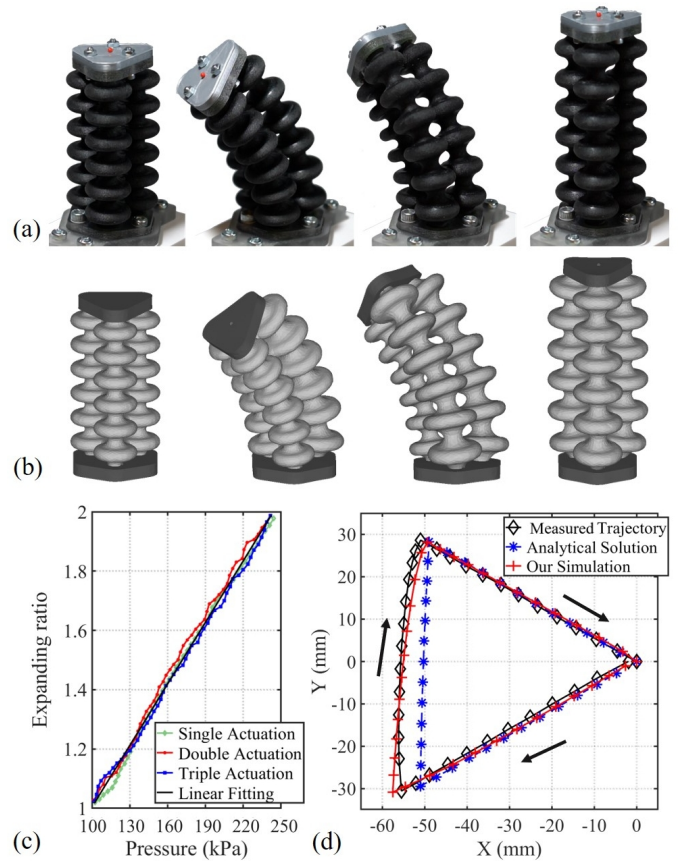 (a)
(b)
2
1.8
1.6
1.4
1.2
1
100
130
160
190
220
250
Expanding ratio
Pressure (kPa)
Single Actuation
Double Actuation
Triple Actuation
Linear Fitting
(c)
30
20
10
0
-10
-20
-30
-60
-50
-40
-30
-20
-10
0
Y (mm)
X (mm)
Measured Trajectory
Analytical Solution
Our Simulation
(d)